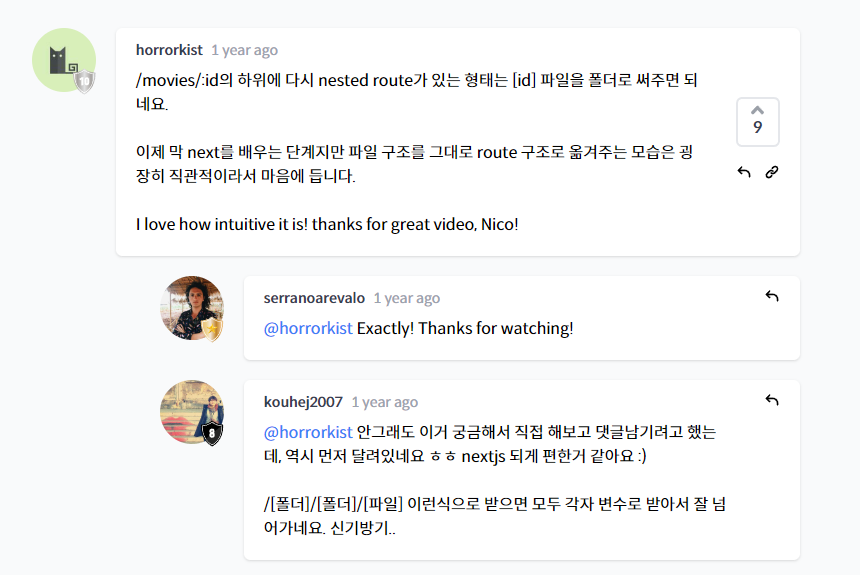 horrorkist 1 year ago
/movies/:id의 하위에 다시 nested route가 있는 형태는 [id] 파일을 폴더로 써주면 되
네요.
이제 막 next를 배우는 단계지만 파일 구조를 그대로 route 구조로 옮겨주는 모습은 굉
장히 직관적이라서 마음에 듭니다.
I love how intuitive it is! thanks for great video, Nico!
10
9
serranoarevalo 1 year ago
@horrorkist Exactly! Thanks for watching!
kouhej2007 1 year ago
@horrorkist 안그래도 이거 궁금해서 직접 해보고 댓글남기려고 했는
데, 역시 먼저 달려있네요 ㅎㅎ nextjs 되게 편한거 같아요 :)
/[폴더]/[폴더]/[파일] 이런식으로 받으면 모두 각자 변수로 받아서 잘 넘
어가네요. 신기방기..
8